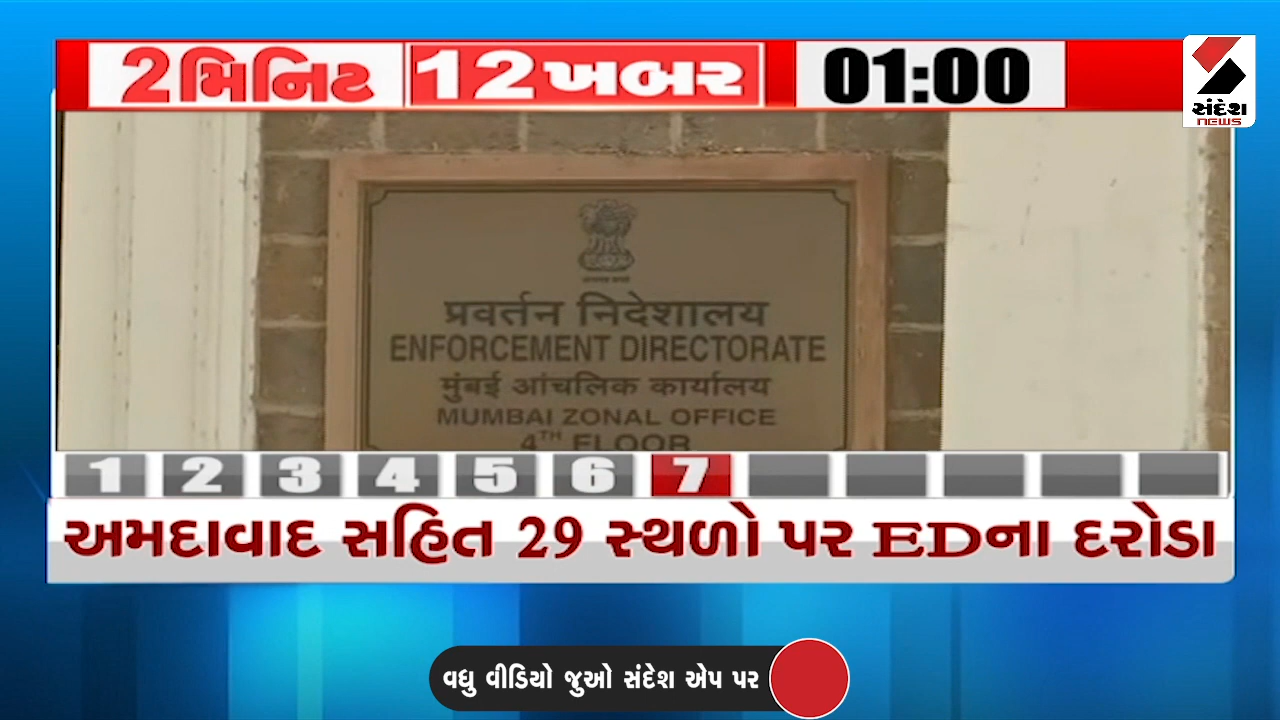 2 મિનિટ 12 ખબર 01:00
સંદેશ
NEWS
प्रवर्तन निदेशालय
ENFORCEMENT DIRECTORATE
मुंबई आंचलिक कार्यालय
MUMBAI ZONAL OFFICE
4TH FLOOR
1 2 3 4 5 6 7
અમદાવાદ સહિત 29 સ્થળો પર EDના દરોડા
વધુ વીડિયો જુઓ સંદેશ એપ પર